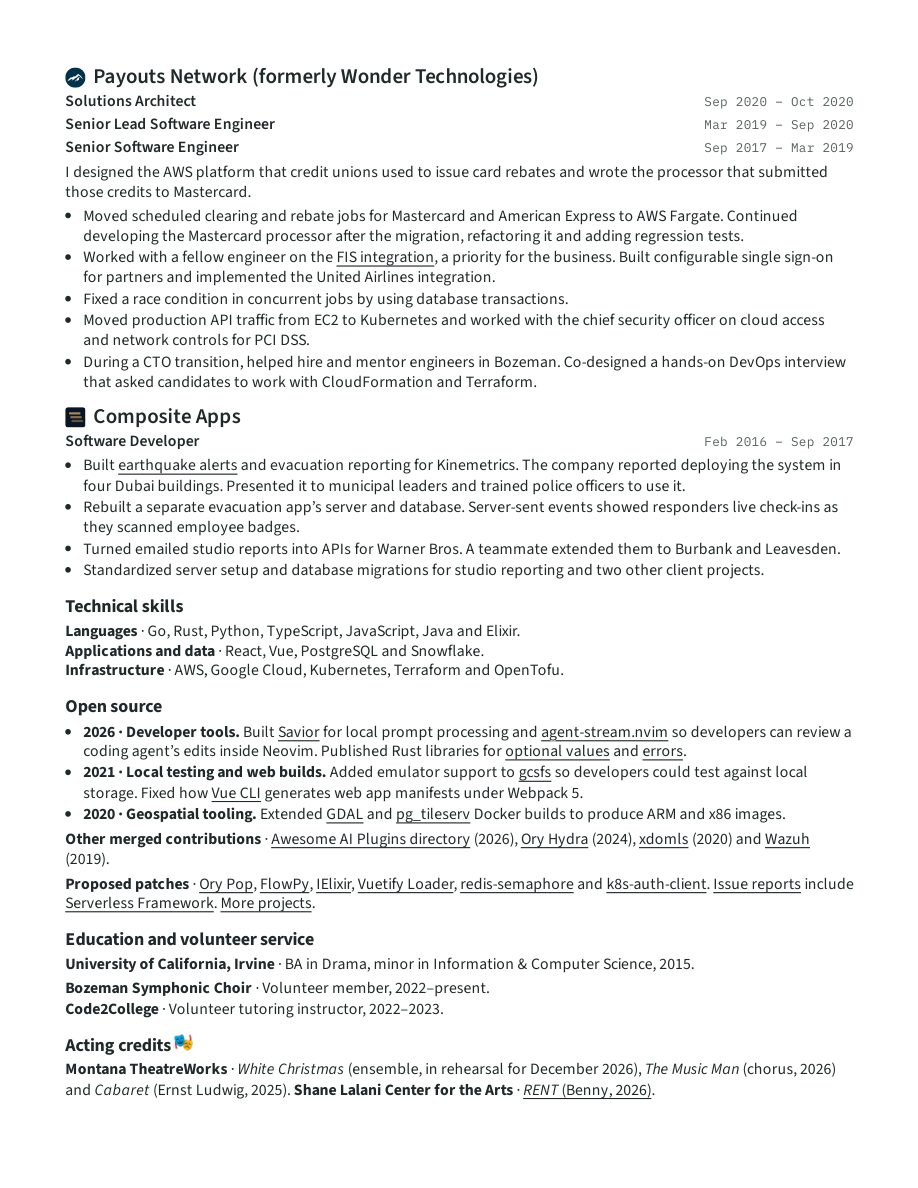 Payouts Network (formerly Wonder Technologies)
Solutions Architect Sep 2020 – Oct 2020
Senior Lead Software Engineer Mar 2019 – Sep 2020
Senior Software Engineer Sep 2017 – Mar 2019
I designed the AWS platform that credit unions used to issue card rebates and wrote the processor that submitted
those credits to Mastercard.
• Moved scheduled clearing and rebate jobs for Mastercard and American Express to AWS Fargate. Continued
developing the Mastercard processor after the migration, refactoring it and adding regression tests.
• Worked with a fellow engineer on the FIS integration, a priority for the business. Built configurable single sign-on
for partners and implemented the United Airlines integration.
• Fixed a race condition in concurrent jobs by using database transactions.
• Moved production API traffic from EC2 to Kubernetes and worked with the chief security officer on cloud access
and network controls for PCI DSS.
• During a CTO transition, helped hire and mentor engineers in Bozeman. Co-designed a hands-on DevOps interview
that asked candidates to work with CloudFormation and Terraform.
Composite Apps
Software Developer Feb 2016 – Sep 2017
• Built earthquake alerts and evacuation reporting for Kinemetrics. The company reported deploying the system in
four Dubai buildings. Presented it to municipal leaders and trained police officers to use it.
• Rebuilt a separate evacuation app’s server and database. Server-sent events showed responders live check-ins as
they scanned employee badges.
• Turned emailed studio reports into APIs for Warner Bros. A teammate extended them to Burbank and Leavesden.
• Standardized server setup and database migrations for studio reporting and two other client projects.
Technical skills
Languages · Go, Rust, Python, TypeScript, JavaScript, Java and Elixir.
Applications and data · React, Vue, PostgreSQL and Snowflake.
Infrastructure · AWS, Google Cloud, Kubernetes, Terraform and OpenTofu.
Open source
• 2026 · Developer tools. Built Savior for local prompt processing and agent-stream.nvim so developers can review a
coding agent’s edits inside Neovim. Published Rust libraries for optional values and errors.
• 2021 · Local testing and web builds. Added emulator support to gcsfs so developers could test against local
storage. Fixed how Vue CLI generates web app manifests under Webpack 5.
• 2020 · Geospatial tooling. Extended GDAL and pg_tileserv Docker builds to produce ARM and x86 images.
Other merged contributions · Awesome AI Plugins directory (2026), Ory Hydra (2024), xdomls (2020) and Wazuh
(2019).
Proposed patches · Ory Pop, FlowPy, IElixir, Vuetify Loader, redis-semaphore and k8s-auth-client. Issue reports include
Serverless Framework. More projects.
Education and volunteer service
University of California, Irvine · BA in Drama, minor in Information & Computer Science, 2015.
Bozeman Symphonic Choir · Volunteer member, 2022–present.
Code2College · Volunteer tutoring instructor, 2022–2023.
Acting credits
Montana TheatreWorks · White Christmas (ensemble, in rehearsal for December 2026), The Music Man (chorus, 2026)
and Cabaret (Ernst Ludwig, 2025). Shane Lalani Center for the Arts · RENT (Benny, 2026).